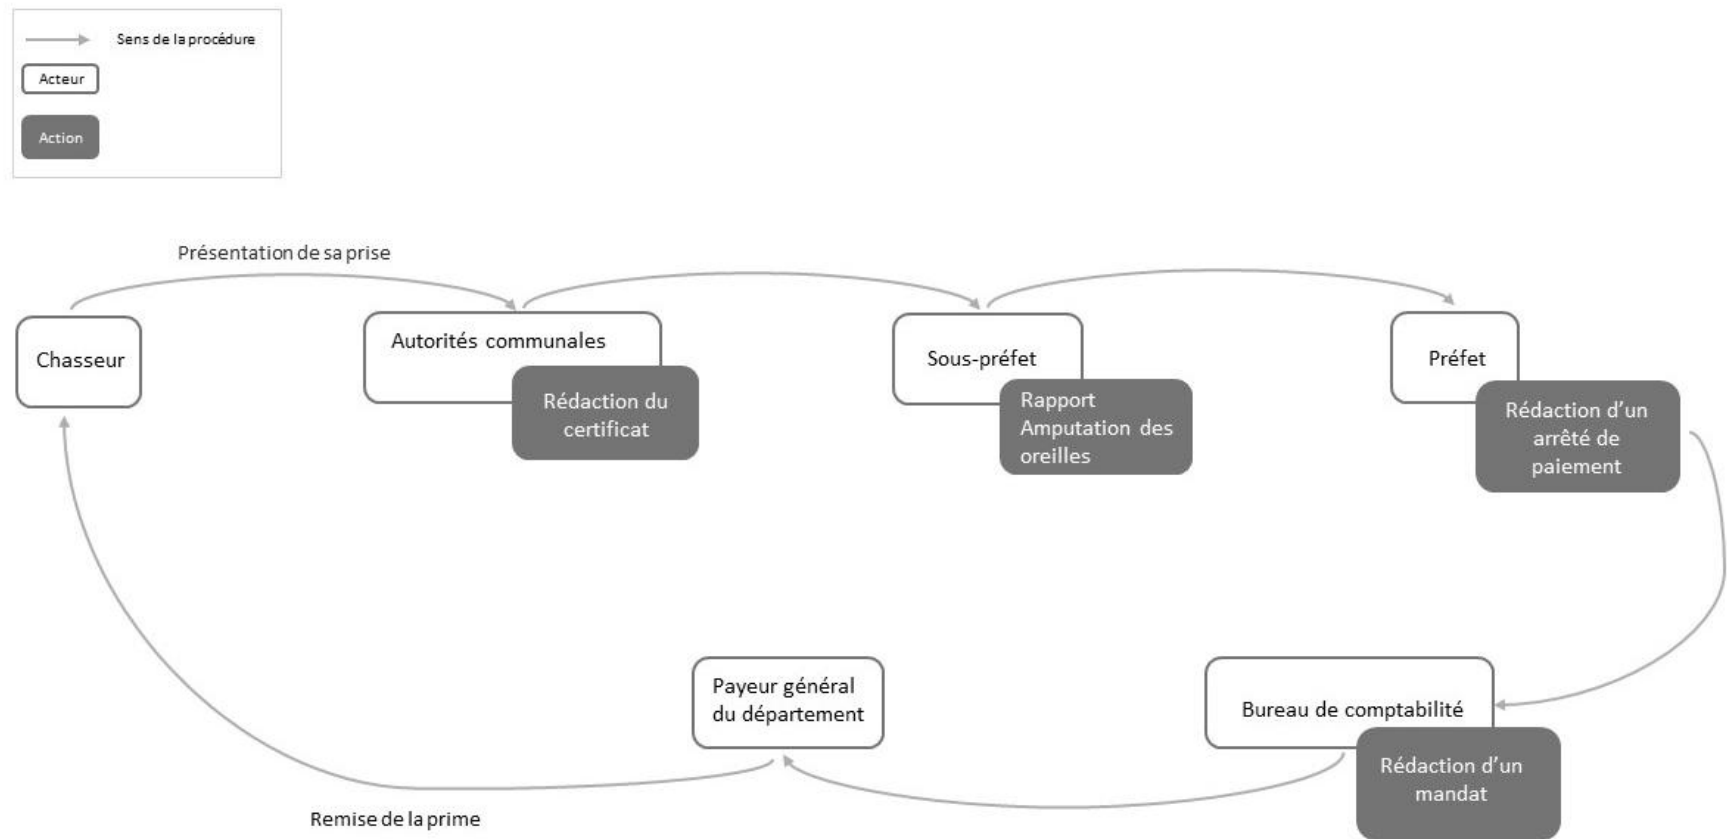 Sens de la procédure
Acteur
Action
Présentation de sa prise
Chasseur
Autorités communales
Rédaction du
certificat
Sous-préfet
Rapport
Amputation des
oreilles
Préfet
Rédaction d’un
arrêté de
paiement
Payeur général
du département
Bureau de comptabilité
Rédaction d’un
mandat
Remise de la prime